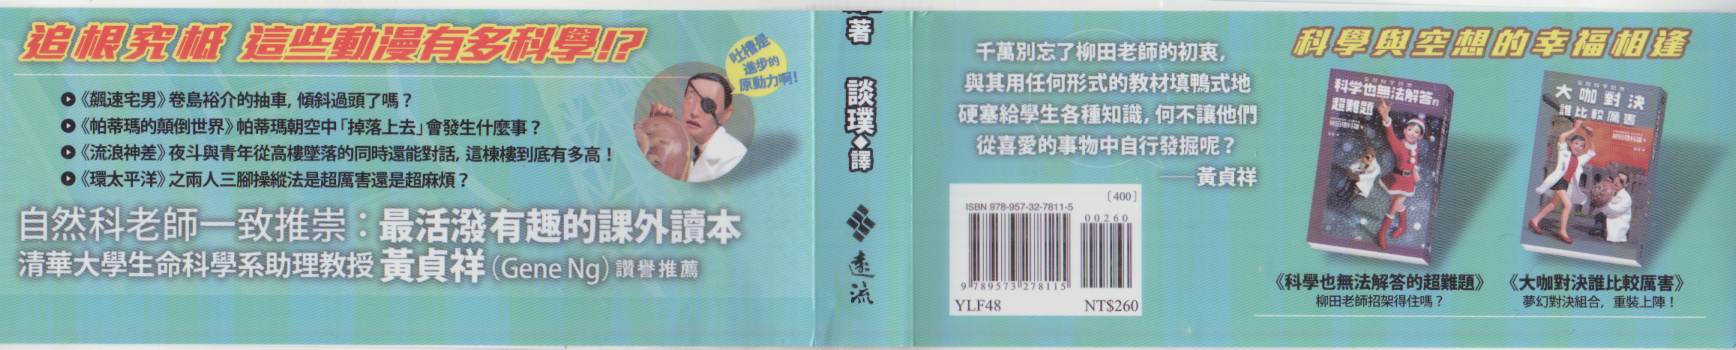 追根究柢 這些動漫有多科學!?
吐槽是
進步的
原動力啊!
《飆速宅男》卷島裕介的抽車,傾斜過頭了嗎?
《帕蒂瑪的顛倒世界》帕蒂瑪朝空中「掉落上去」會發生什麼事?
《流浪神差》夜斗與青年從高樓墜落的同時還能對話,這棟樓到底有多高!
《環太平洋》之兩人三腳操縱法是超厲害還是超麻煩?
自然科老師一致推崇:最活潑有趣的課外讀本
清華大學生命科學系助理教授 黃貞祥(Gene Ng)讚譽推薦
著
談璞◆譯
遠流
千萬別忘了柳田老師的初衷,
與其用任何形式的教材填鴨式地
硬塞給學生各種知識,何不讓他們
從喜愛的事物中自行發掘呢?
——黃貞祥
〔400〕
ISBN 978-957-32-7811-5
00260
9 789573 278115
YLF48 NT$260
科學與空想的幸福相逢
科学也無法解答的
超難題
大咖對決
誰比較厲害
《科學也無法解答的超難題》
柳田老師招架得住嗎?
《大咖對決誰比較厲害》
夢幻對決組合,重裝上陣!